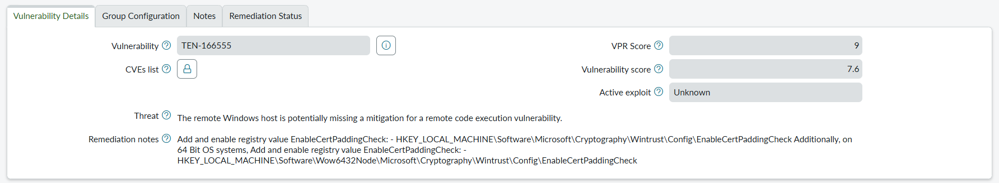 Vulnerability Details
Group Configuration
Notes
Remediation Status
Vulnerability
TEN-166555
VPR Score
9
CVEs list
Vulnerability score
7.6
Active exploit
Unknown
Threat
The remote Windows host is potentially missing a mitigation for a remote code execution vulnerability.
Remediation notes
Add and enable registry value EnableCertPaddingCheck: - HKEY_LOCAL_MACHINE\Software\Microsoft\Cryptography\Wintrust\Config\EnableCertPaddingCheck Additionally, on
64 Bit OS systems, Add and enable registry value EnableCertPaddingCheck: -
HKEY_LOCAL_MACHINE\Software\Wow6432Node\Microsoft\Cryptography\Wintrust\Config\EnableCertPaddingCheck